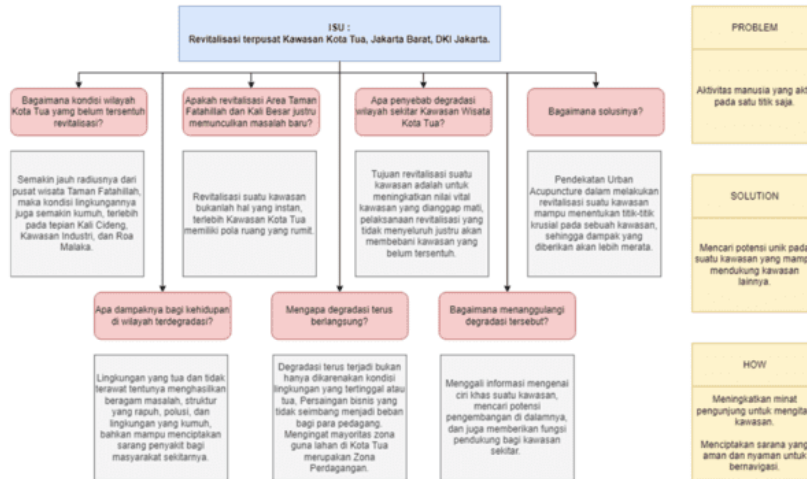 ISU :
Revitalisasi terpusat Kawasan Kota Tua, Jakarta Barat, DKI Jakarta.
Bagaimana kondisi wilayah
Kota Tua yamg belum tersentuh
revitalisasi?
Apakah revitalisasi Area Taman
Fatahillah dan Kali Besar justru
memunculkan masalah baru?
Apa penyebab degradasi
wilayah sekitar Kawasan Wisata
Kota Tua?
Bagaimana solusinya?
Semakin jauh radiusnya dari
pusat wisata Taman Fatahillah,
maka kondisi lingkungannya
juga semakin kumuh, terlebih
pada tepian Kali Cideng,
Kawasan Industri, dan Roa
Malaka.
Revitalisasi suatu kawasan
bukanlah hal yang instan,
terlebih Kawasan Kota Tua
memiliki pola ruang yang rumit.
Tujuan revitalisasi suatu
kawasan adalah untuk
meningkatkan nilai vital
kawasan yang dianggap mati,
pelaksanaan revitalisasi yang
tidak menyeluruh justru akan
membebani kawasan yang
belum tersentuh.
Pendekatan Urban
Acupuncture dalam melakukan
revitalisasi suatu kawasan
mampu menentukan titik-titik
krusial pada sebuah kawasan,
sehingga dampak yang
diberikan akan lebih merata.
Apa dampaknya bagi kehidupan
di wilayah terdegradasi?
Mengapa degradasi terus
berlangsung?
Bagaimana menanggulangi
degradasi tersebut?
Lingkungan yang tua dan tidak
terawat tentunya menghasilkan
beragam masalah, struktur
yang rapuh, polusi, dan
lingkungan yang kumuh,
bahkan mampu menciptakan
sarang penyakit bagi
masyarakat sekitarnya.
Degradasi terus terjadi bukan
hanya dikarenakan kondisi
lingkungan yang tertinggal atau
tua, Persaingan bisnis yang
tidak seimbang menjadi beban
bagi para pedagang.
Mengingat mayoritas zona
guna lahan di Kota Tua
merupakan Zona
Perdagangan.
Menggali informasi mengenai
ciri khas suatu kawasan,
mencari potensi
pengembangan di dalamnya,
dan juga memberikan fungsi
pendukung bagi kawasan
sekitar.
PROBLEM
Aktivitas manusia yang akt
pada satu titik saja.
SOLUTION
Mencari potensi unik pada
suatu kawasan yang mamp
mendukung kawasan
lainnya.
HOW
Meningkatkan minat
pengunjung untuk mengita
kawasan.
Menciptakan sarana yang
aman dan nyaman untuk
bernavigasi.